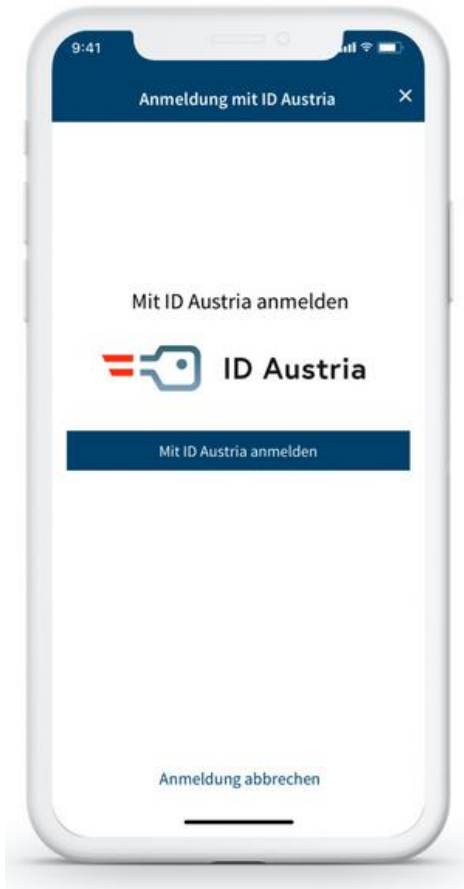 9:41
Anmeldung mit ID Austria ×
Mit ID Austria anmelden
ID Austria
Mit ID Austria anmelden
Anmeldung abbrechen